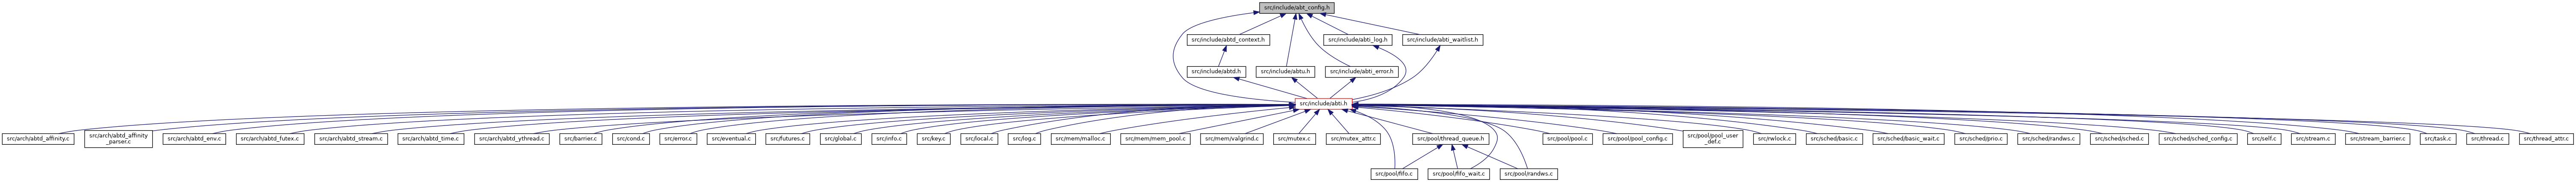 src/include/abt_config.h
src/include/abtd_context.h
src/include/abti_log.h
src/include/abti_waitlist.h
src/include/abtd.h
src/include/abtu.h
src/include/abti_error.h
src/include/abti.h
src/arch/abtd_affinity.c
src/arch/abtd_affinity
_parser.c
src/arch/abtd_env.c
src/arch/abtd_futex.c
src/arch/abtd_stream.c
src/arch/abtd_time.c
src/arch/abtd_ythread.c
src/barrier.c
src/cond.c
src/error.c
src/eventual.c
src/futures.c
src/global.c
src/info.c
src/key.c
src/local.c
src/log.c
src/mem/malloc.c
src/mem/mem_pool.c
src/mem/valgrind.c
src/mutex.c
src/mutex_attr.c
src/pool/thread_queue.h
src/pool/pool.c
src/pool/pool_config.c
src/pool/pool_user
_def.c
src/rwlock.c
src/sched/basic.c
src/sched/basic_wait.c
src/sched/prio.c
src/sched/randws.c
src/sched/sched.c
src/sched/sched_config.c
src/self.c
src/stream.c
src/stream_barrier.c
src/task.c
src/thread.c
src/thread_attr.c
src/pool/fifo.c
src/pool/fifo_wait.c
src/pool/randws.c